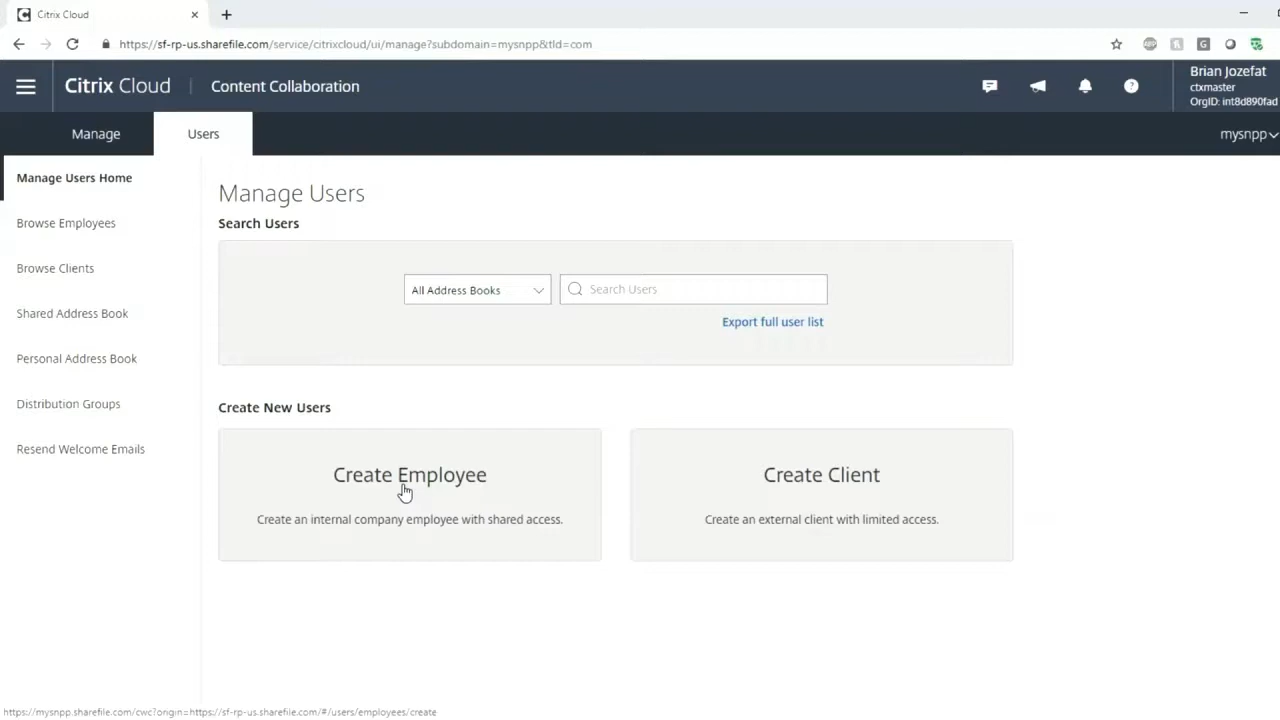 Citrix Cloud
https://sf-rp-us.sharefile.com/service/citrixcloud/ui/manage?subdomain=mysnpp&tld=com
Citrix Cloud | Content Collaboration
Brian Jozefat
ctxmaster
OrgID: int8d890fad
Manage
Users
mysnpp
Manage Users Home
Browse Employees
Browse Clients
Shared Address Book
Personal Address Book
Distribution Groups
Resend Welcome Emails
Manage Users
Search Users
All Address Books
Search Users
Export full user list
Create New Users
Create Employee
Create an internal company employee with shared access.
Create Client
Create an external client with limited access.
https://mysnpp.sharefile.com/cwc?origin=https://sf-rp-us.sharefile.com/#/users/employees/create